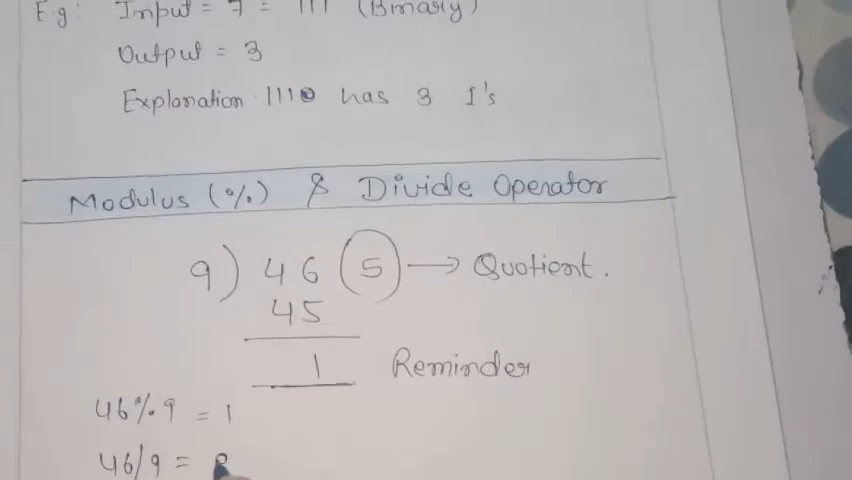 E.g: Input = 7 = 111 (Binary)
Output = 3
Explanation 111 has 3 1's
Modulus (%) & Divide Operator
9) 46 (5 → Quotient.
45
1 Reminder
46%9 = 1
46/9 =